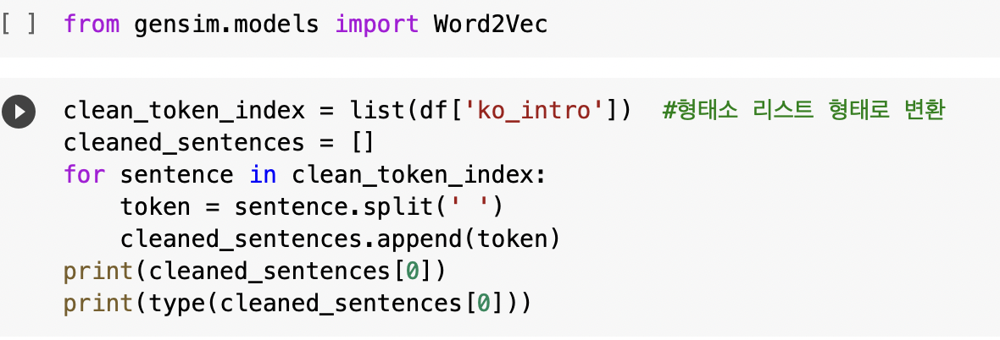 [ ] from gensim.models import Word2Vec
clean_token_index = list(df['ko_intro']) #형태소 리스트 형태로 변환
cleaned_sentences = []
for sentence in clean_token_index:
    token = sentence.split(' ')
    cleaned_sentences.append(token)
print(cleaned_sentences[0])
print(type(cleaned_sentences[0]))